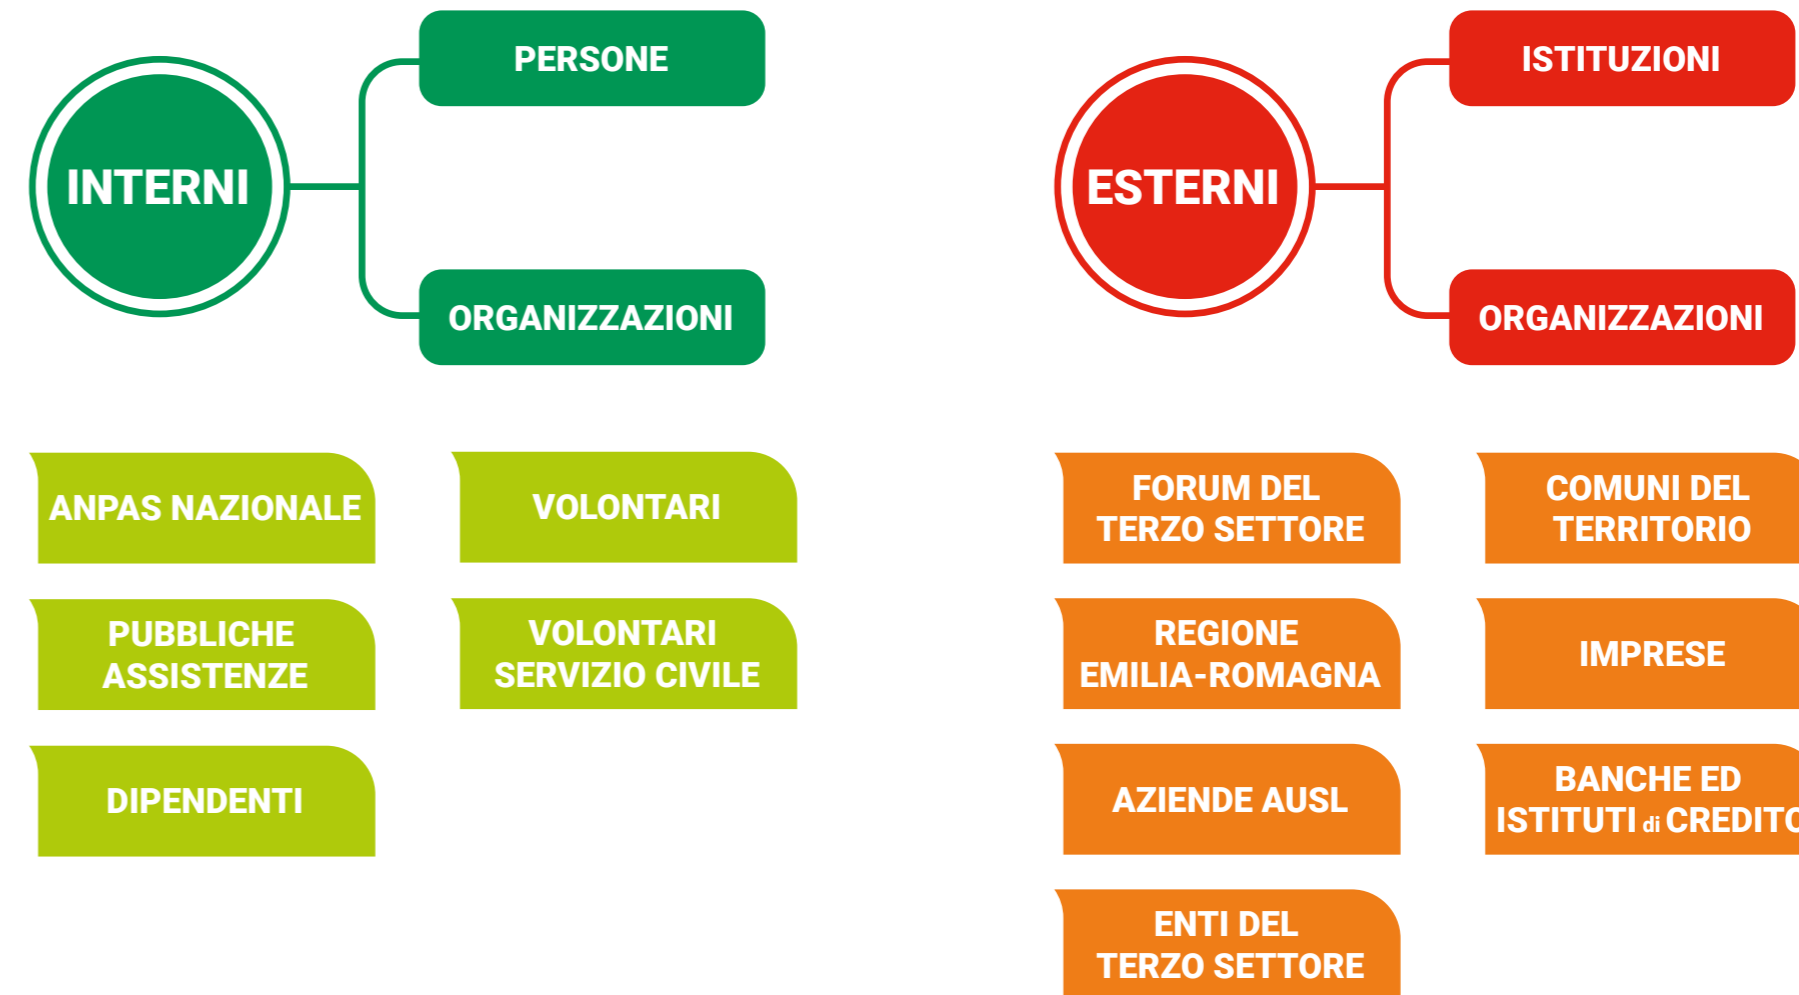 PERSONE
INTERNI
ORGANIZZAZIONI
ISTITUZIONI
ESTERNI
ORGANIZZAZIONI
ANPAS NAZIONALE
VOLONTARI
PUBBLICHE
ASSISTENZE
VOLONTARI
SERVIZIO CIVILE
DIPENDENTI
FORUM DEL
TERZO SETTORE
COMUNI DEL
TERRITORIO
REGIONE
EMILIA-ROMAGNA
IMPRESE
AZIENDE AUSL
BANCHE ED
ISTITUTI di CREDITO
ENTI DEL
TERZO SETTORE